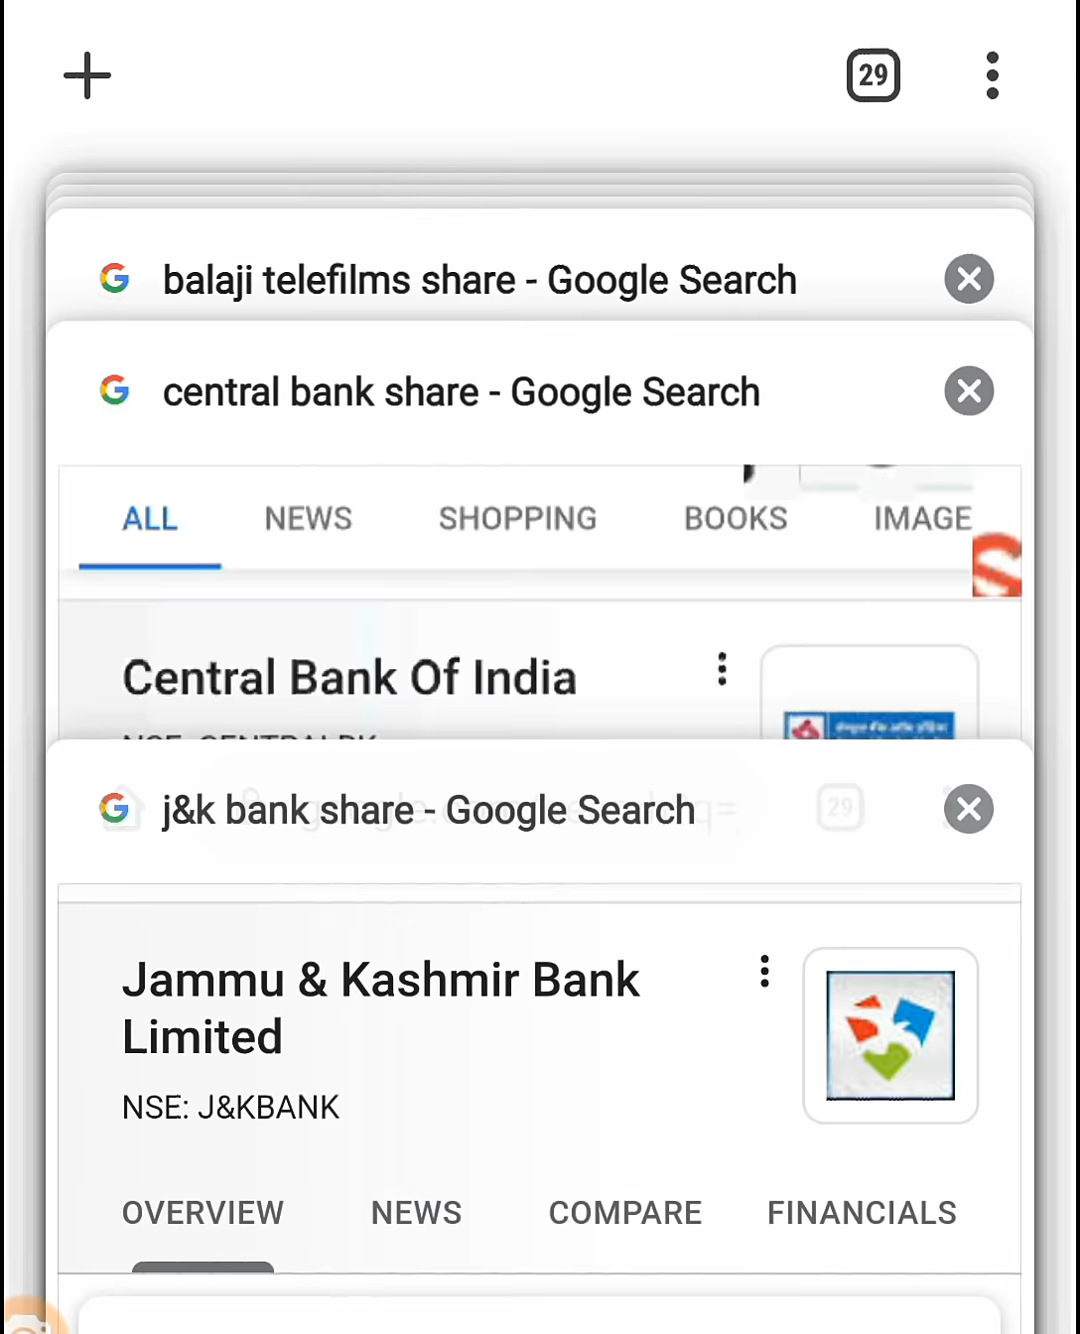 29
balaji telefilms share - Google Search
central bank share - Google Search
ALL NEWS SHOPPING BOOKS IMAGE
Central Bank Of India
j&k bank share - Google Search
29
Jammu & Kashmir Bank
Limited
NSE: J&KBANK
OVERVIEW NEWS COMPARE FINANCIALS